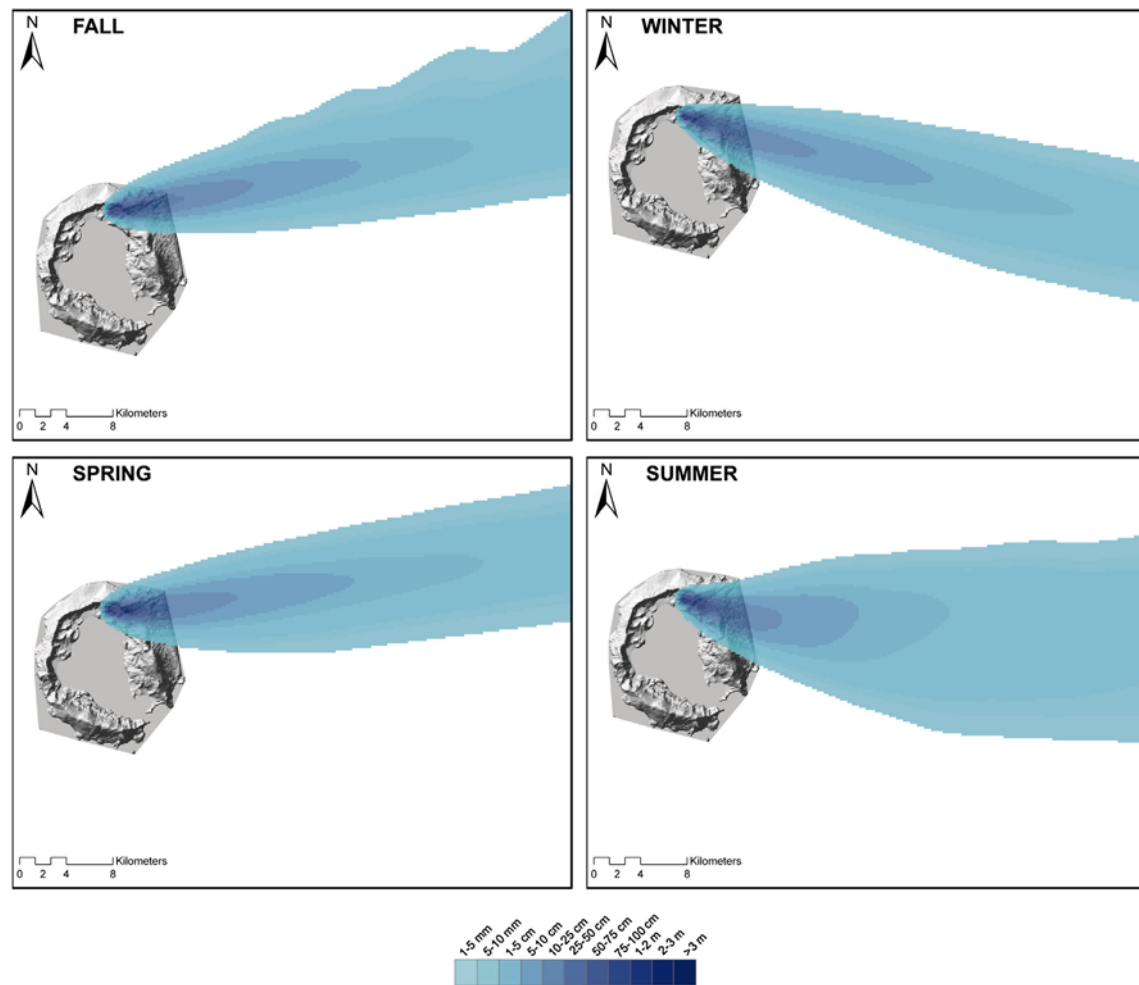 N
FALL
0 2 4 8 Kilometers
N
WINTER
0 2 4 8 Kilometers
N
SPRING
0 2 4 8 Kilometers
N
SUMMER
0 2 4 8 Kilometers
1-5 mm
5-10 mm
1-5 cm
5-10 cm
10-25 cm
25-50 cm
50-75 cm
75-100 cm
1-2 m
2-3 m
>3 m